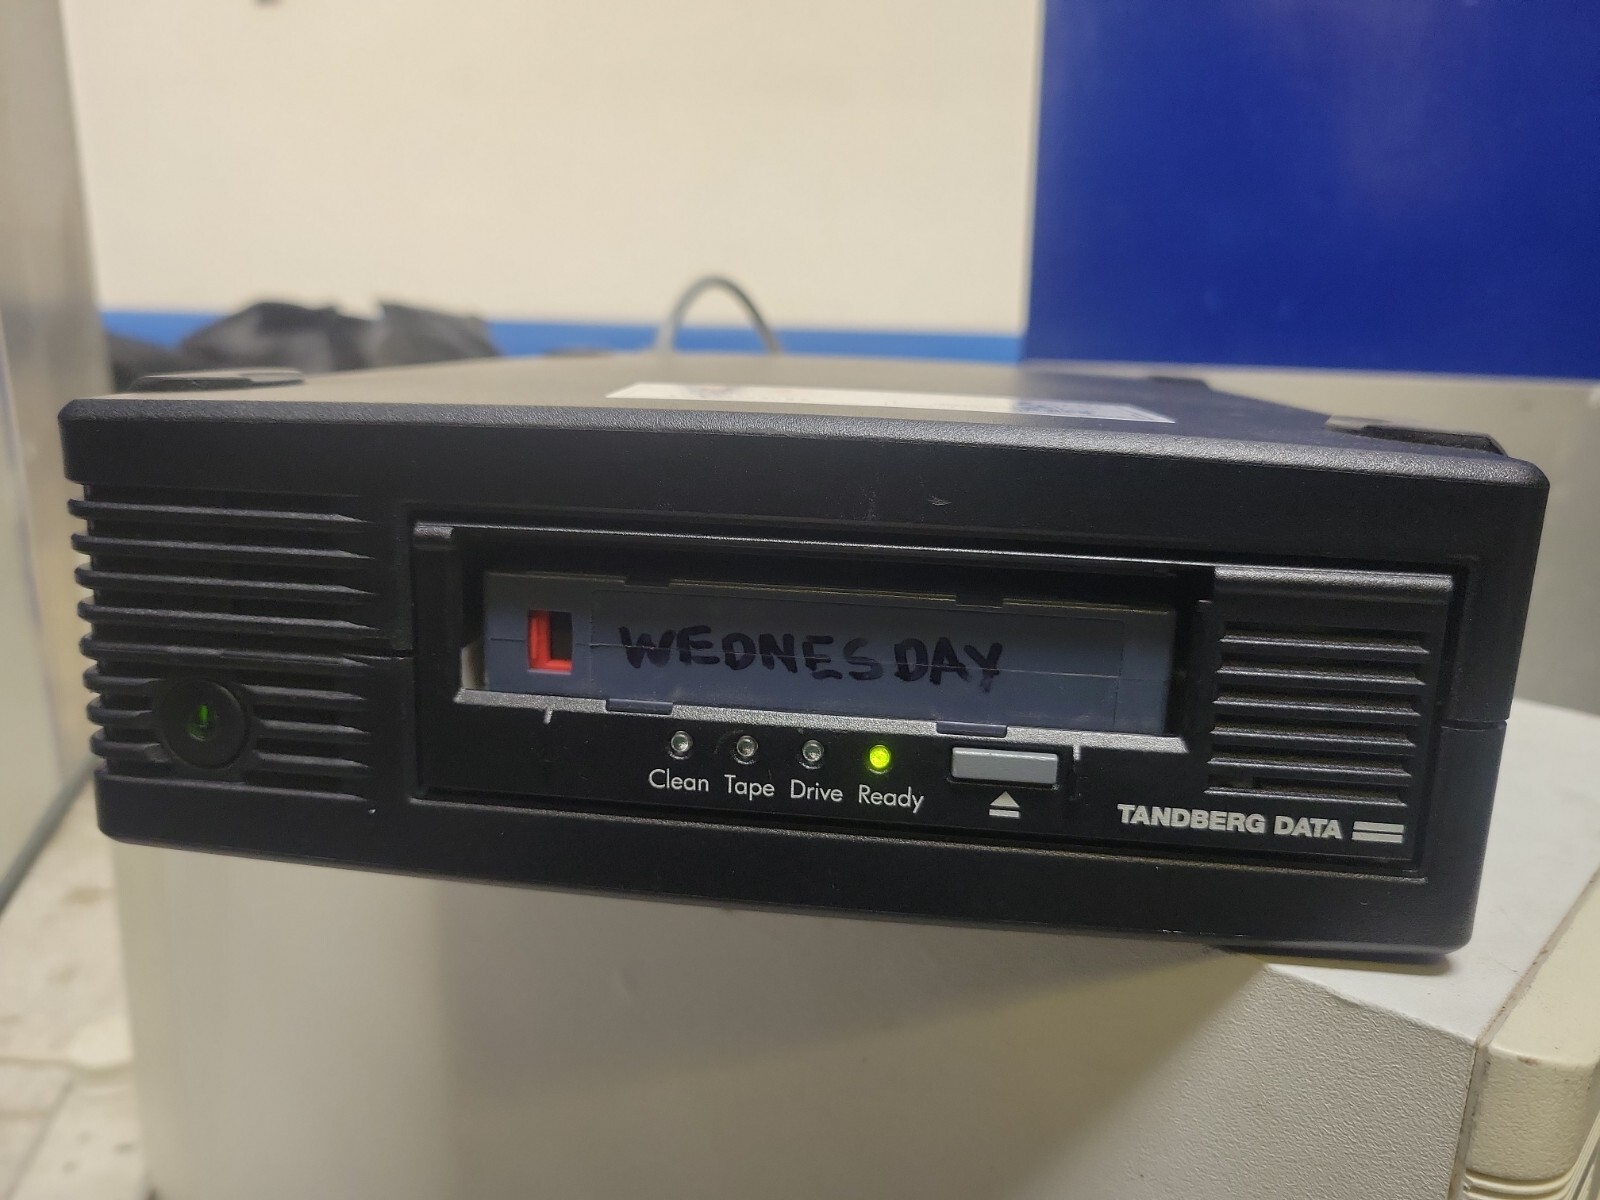 WEDNESDAY
Clean Tape Drive Ready
TANDBERG DATA